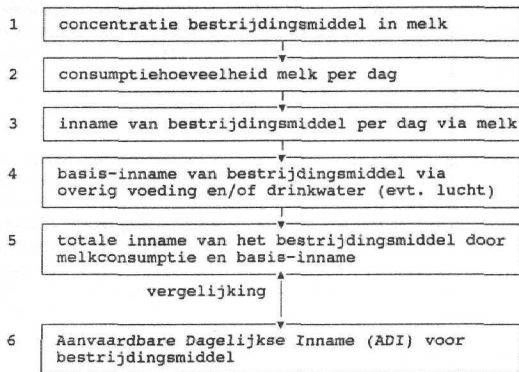 1 concentratie bestrijdingsmiddel in melk
2 consumptiehoeveelheid melk per dag
3 inname van bestrijdingsmiddel per dag via melk
4 basis-inname van bestrijdingsmiddel via
overig voeding en/of drinkwater (evt. lucht)
5 totale inname van het bestrijdingsmiddel door
melkconsumptie en basis-inname
vergelijking
6 Aanvaardbare Dagelijkse Inname (ADI) voor
bestrijdingsmiddel